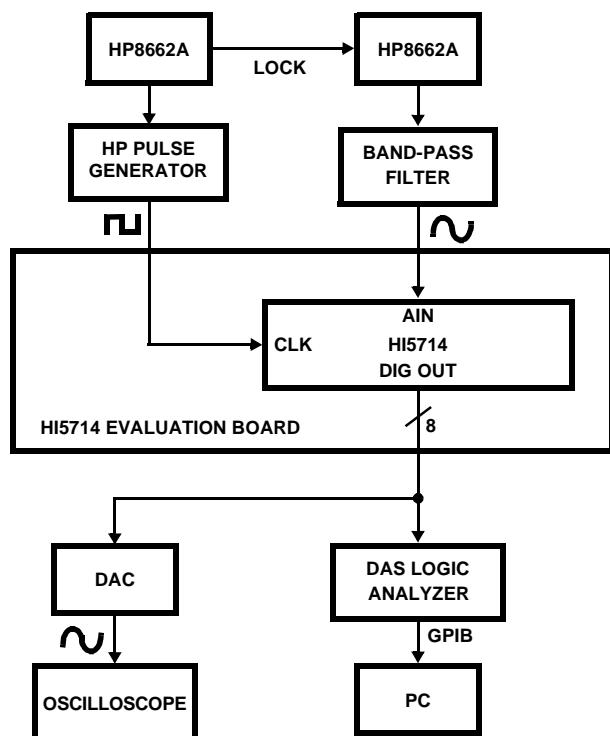 HP8662A
HP8662A
LOCK
HP PULSE
GENERATOR
BAND-PASS
FILTER
AIN
CLK
HI5714
DIG OUT
HI5714 EVALUATION BOARD
8
DAC
DAS LOGIC
ANALYZER
GPIB
OSCILLOSCOPE
PC